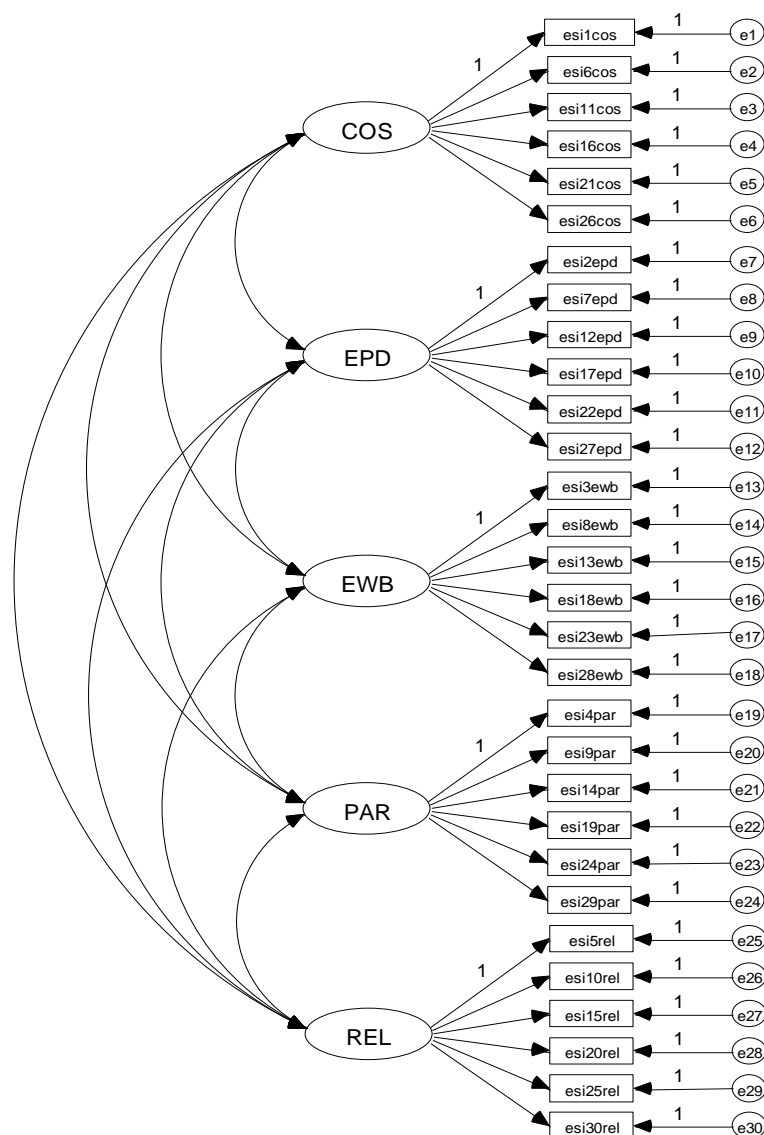 1
esi1cos
1
e1
esi6cos
1
e2
esi11cos
1
e3
COS
esi16cos
1
e4
esi21cos
1
e5
esi26cos
1
e6
1
esi2epd
1
e7
esi7epd
1
e8
esi12epd
1
e9
EPD
esi17epd
1
e10
esi22epd
1
e11
esi27epd
1
e12
1
esi3ewb
1
e13
esi8ewb
1
e14
esi13ewb
1
e15
EWB
esi18ewb
1
e16
esi23ewb
1
e17
esi28ewb
1
e18
1
esi4par
1
e19
esi9par
1
e20
esi14par
1
e21
PAR
esi19par
1
e22
esi24par
1
e23
esi29par
1
e24
1
esi5rel
1
e25
esi10rel
1
e26
esi15rel
1
e27
REL
esi20rel
1
e28
esi25rel
1
e29
esi30rel
1
e30